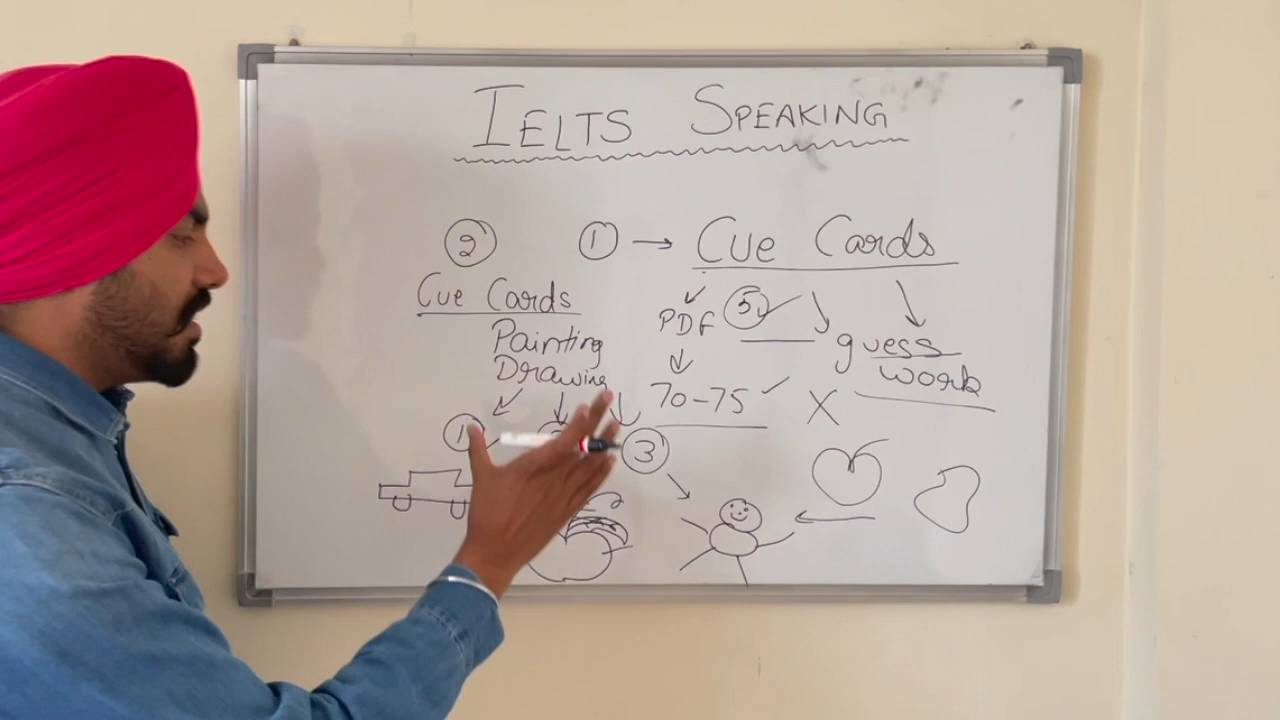 IELTS SPEAKING
② ① → Cue Cards
Cue Cards
Painting
Drawing
PDF
5 ✓
guess
work
70-75 ✓
X
①
③